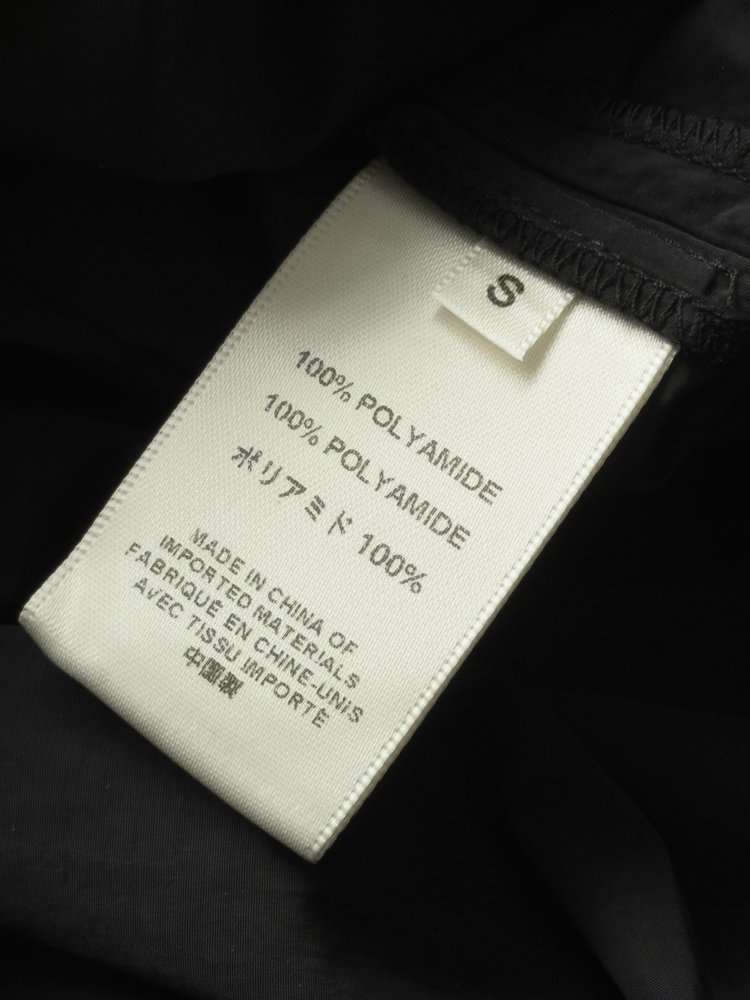 S
100% POLYAMIDE
100% POLYAMIDE
ポリアミド 100%
MADE IN CHINA OF
IMPORTED MATERIALS
FABRIQUÉ EN CHINE-UNIS
AVEC TISSU IMPORTÉ
中国製